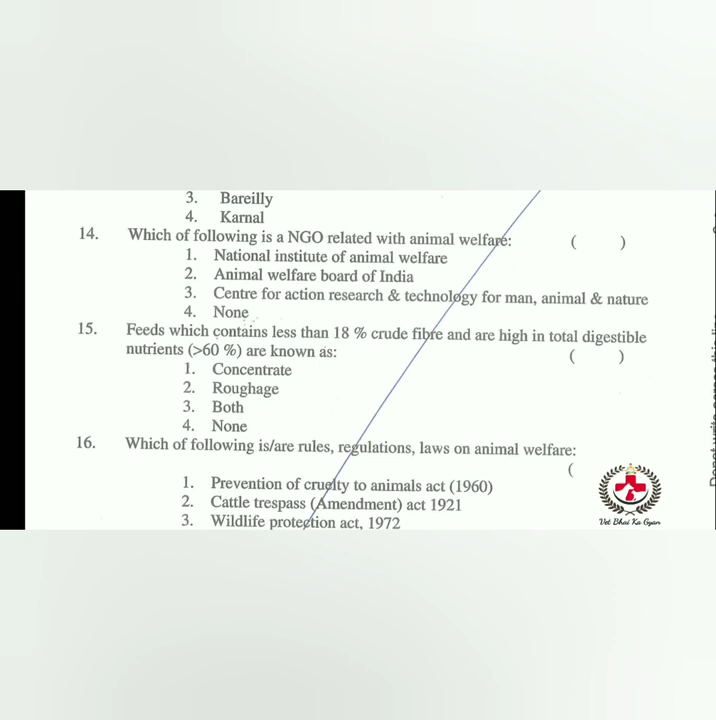 3. Bareilly
4. Karnal
14. Which of following is a NGO related with animal welfare: ( )
1. National institute of animal welfare
2. Animal welfare board of India
3. Centre for action research & technology for man, animal & nature
4. None
15. Feeds which contains less than 18 % crude fibre and are high in total digestible
nutrients (>60 %) are known as: ( )
1. Concentrate
2. Roughage
3. Both
4. None
16. Which of following is/are rules, regulations, laws on animal welfare:
(
1. Prevention of cruelty to animals act (1960)
2. Cattle trespass (Amendment) act 1921
3. Wildlife protection act, 1972
Vet Bhai Ka Gyan